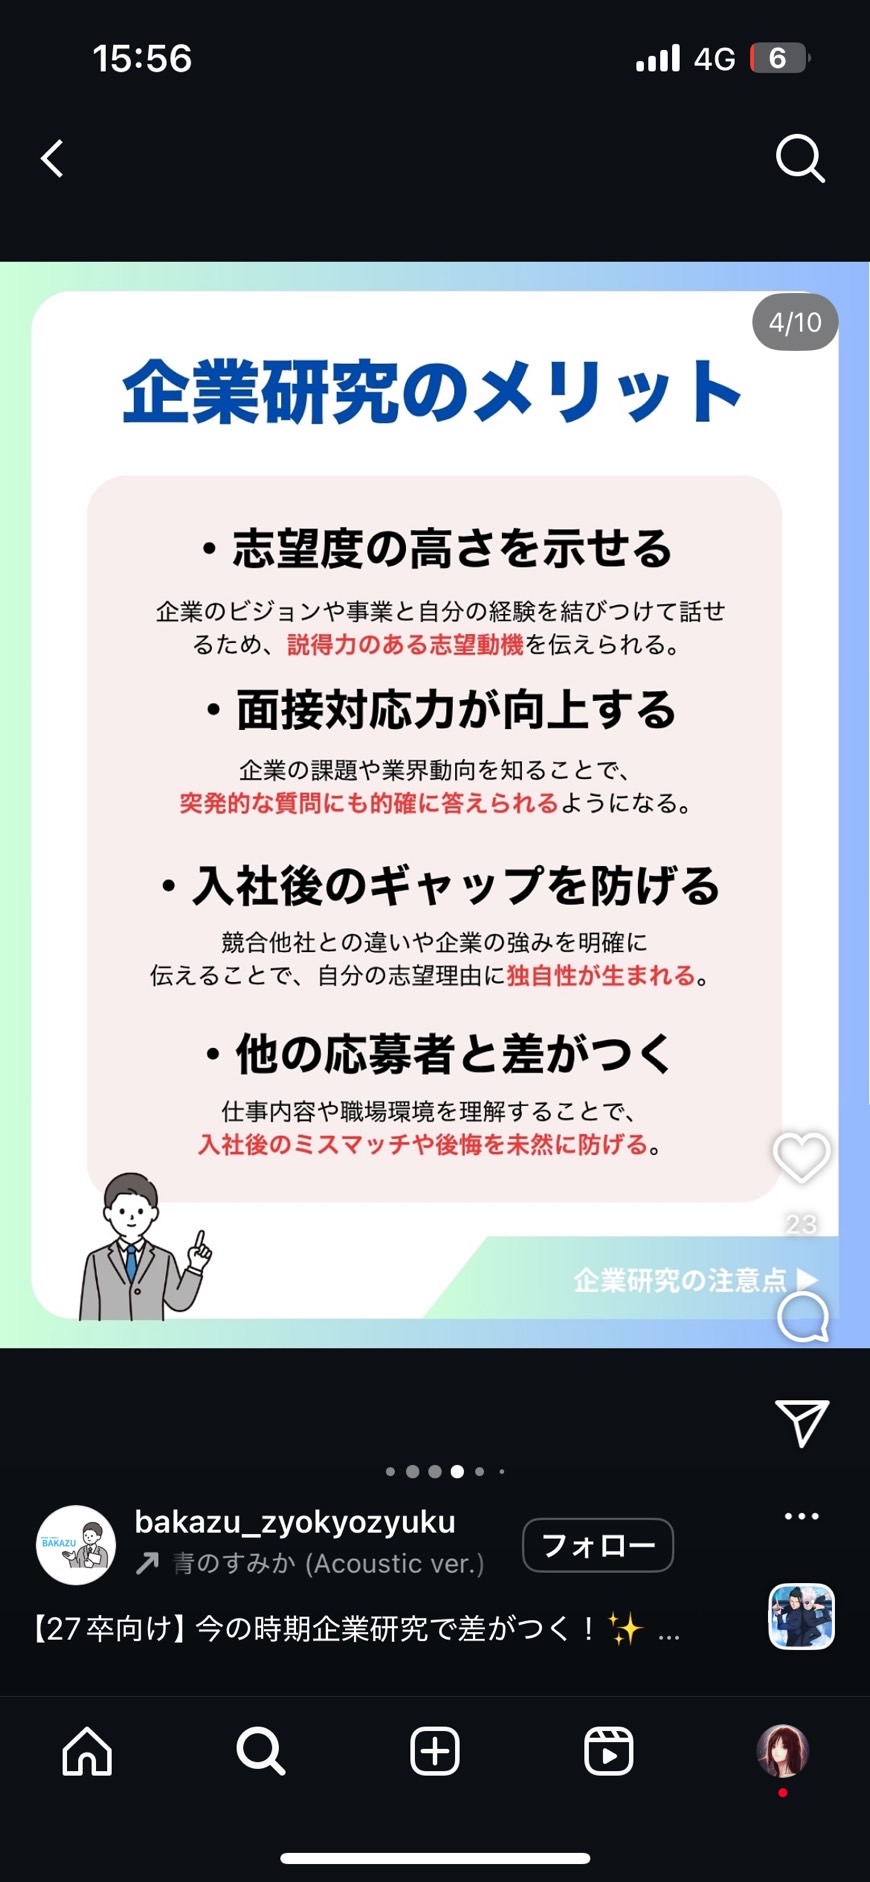 15:56
4G
6
4/10
企業研究のメリット
・志望度の高さを示せる
企業のビジョンや事業と自分の経験を結びつけて話せ
るため、説得力のある志望動機を伝えられる。
・面接対応力が向上する
企業の課題や業界動向を知ることで、
突発的な質問にも的確に答えられるようになる。
・入社後のギャップを防げる
競合他社との違いや企業の強みを明確に
伝えることで、自分の志望理由に独自性が生まれる。
・他の応募者と差がつく
仕事内容や職場環境を理解することで、
入社後のミスマッチや後悔を未然に防げる。
23
企業研究の注意点▶
BAKAZU
bakazu_zyokyozyuku
フォロー
青のすみか (Acoustic ver.)
【27卒向け】今の時期企業研究で差がつく！✨ ...